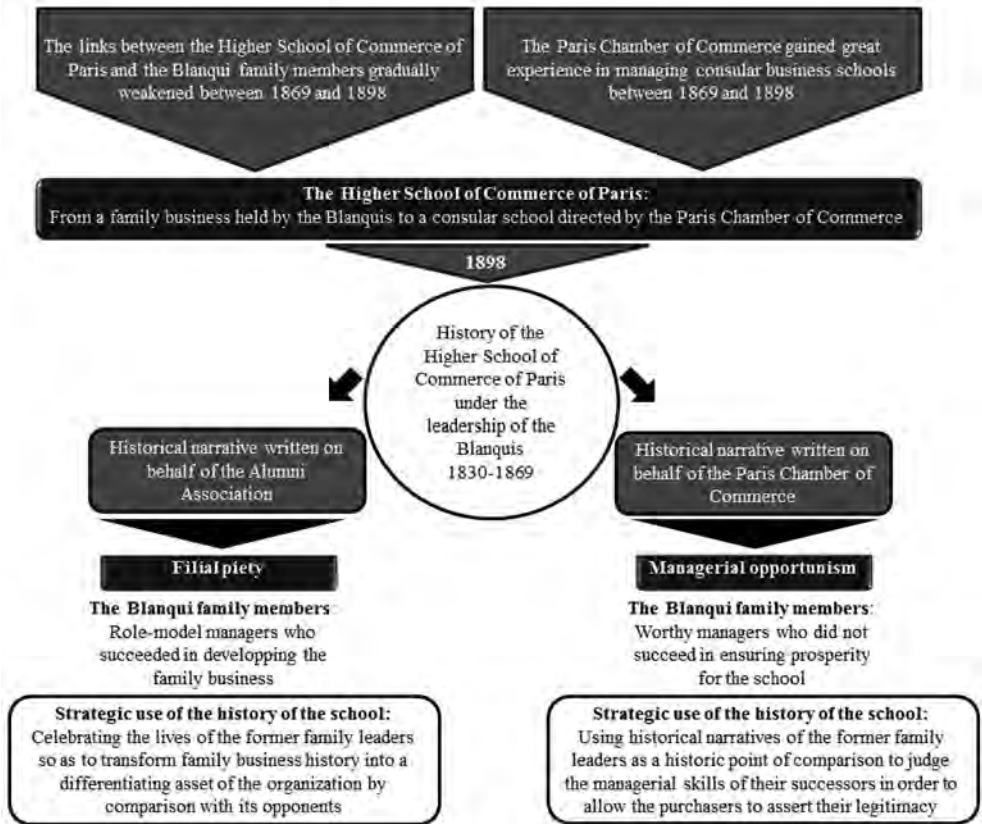 The links between the Higher School of Commerce of
Paris and the Blanqui family members gradually
weakened between 1869 and 1898
The Paris Chamber of Commerce gained great
experience in managing consular business schools
between 1869 and 1898
The Higher School of Commerce of Paris:
From a family business held by the Blanquis to a consular school directed by the Paris Chamber of Commerce
1898
History of the
Higher School of
Commerce of Paris
under the
leadership of the
Blanquis
1830-1869
Historical narrative written on
behalf of the Alumni
Association
Filial piety
The Blanqui family members:
Role-model managers who
succeeded in developping the
family business
Strategic use of the history of the school:
Celebrating the lives of the former family leaders
so as to transform family business history into a
differentiating asset of the organization by
comparison with its opponents
Historical narrative written on
behalf of the Paris Chamber of
Commerce
Managerial opportunism
The Blanqui family members:
Worthy managers who did not
succeed in ensuring prosperity
for the school
Strategic use of the history of the school:
Using historical narratives of the former family
leaders as a historic point of comparison to judge
the managerial skills of their successors in order to
allow the purchasers to assert their legitimacy